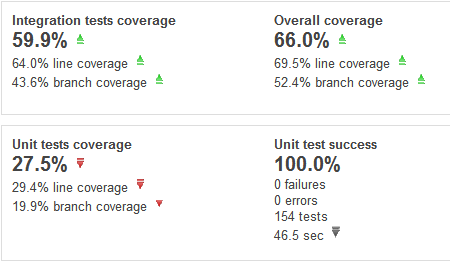 Integration tests coverage
59.9%
64.0% line coverage
43.6% branch coverage
Overall coverage
66.0%
69.5% line coverage
52.4% branch coverage
Unit tests coverage
27.5%
29.4% line coverage
19.9% branch coverage
Unit test success
100.0%
0 failures
0 errors
154 tests
46.5 sec